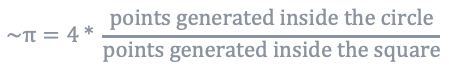 ~π = 4 * points generated inside the circle
points generated inside the square